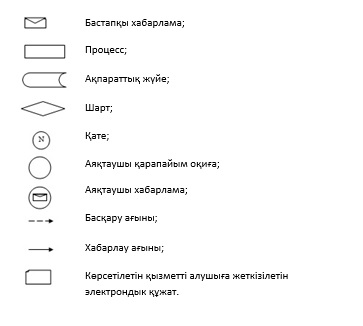 Бастапқы хабарлама;
Процесс;
Ақпараттық жүйе;
Шарт;
N
Қате;
Аяқтаушы қарапайым оқиға;
Аяқтаушы хабарлама;
Басқару ағыны;
Хабарлау ағыны;
Көрсетілетін қызметті алушыға жеткізілетін
электрондық құжат.